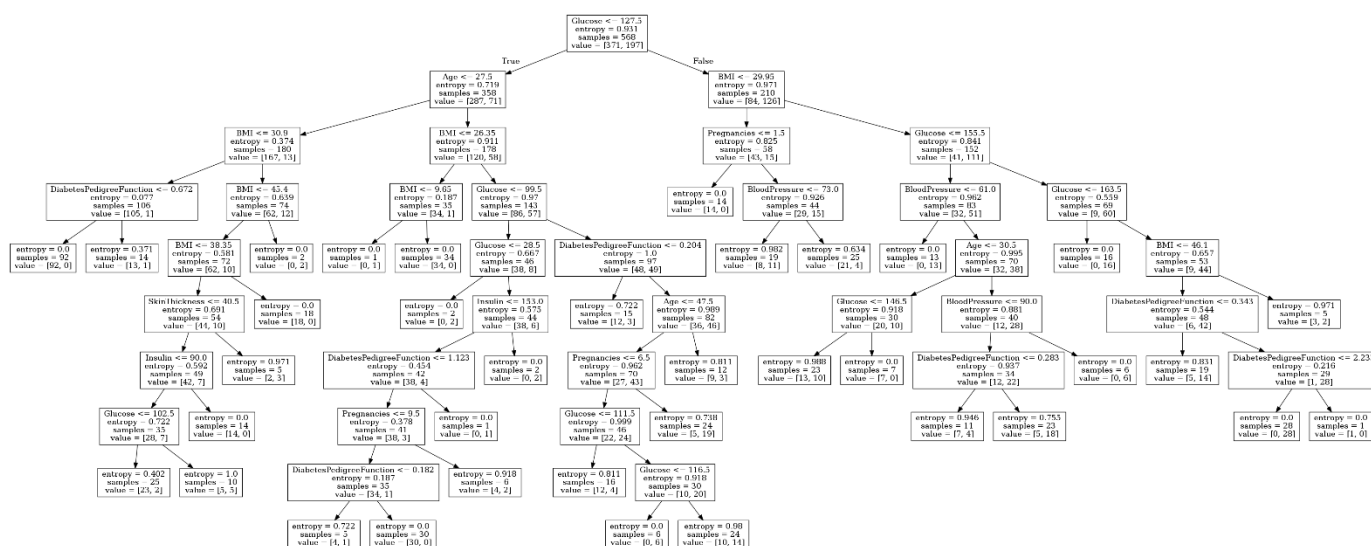 Glucose <= 127.5
entropy = 0.931
samples = 568
value = [371, 197]
True
False
Age <= 27.5
entropy = 0.719
samples = 358
value = [287, 71]
BMI <= 29.95
entropy = 0.971
samples = 210
value = [84, 126]
BMI <= 30.9
entropy = 0.374
samples = 180
value = [167, 13]
BMI <= 26.35
entropy = 0.911
samples = 178
value = [120, 58]
Pregnancies <= 1.5
entropy = 0.825
samples = 58
value = [43, 15]
Glucose <= 155.5
entropy = 0.841
samples = 152
value = [41, 111]
DiabetesPedigreeFunction <= 0.672
entropy = 0.077
samples = 106
value = [105, 1]
BMI <= 45.4
entropy = 0.639
samples = 74
value = [62, 12]
BMI <= 9.65
entropy = 0.187
samples = 35
value = [34, 1]
Glucose <= 99.5
entropy = 0.97
samples = 143
value = [86, 57]
entropy = 0.0
samples = 14
value = [14, 0]
BloodPressure <= 73.0
entropy = 0.926
samples = 44
value = [29, 15]
BloodPressure <= 61.0
entropy = 0.962
samples = 83
value = [32, 51]
Glucose <= 163.5
entropy = 0.559
samples = 69
value = [9, 60]
entropy = 0.0
samples = 92
value = [92, 0]
entropy = 0.371
samples = 14
value = [13, 1]
BMI <= 38.35
entropy = 0.581
samples = 72
value = [62, 10]
entropy = 0.0
samples = 2
value = [0, 2]
entropy = 0.0
samples = 1
value = [0, 1]
entropy = 0.0
samples = 34
value = [34, 0]
Glucose <= 28.5
entropy = 0.667
samples = 46
value = [38, 8]
DiabetesPedigreeFunction <= 0.204
entropy = 1.0
samples = 97
value = [48, 49]
entropy = 0.982
samples = 19
value = [8, 11]
entropy = 0.634
samples = 25
value = [21, 4]
entropy = 0.0
samples = 13
value = [0, 13]
Age <= 30.5
entropy = 0.995
samples = 70
value = [32, 38]
entropy = 0.0
samples = 16
value = [0, 16]
BMI <= 46.1
entropy = 0.657
samples = 53
value = [9, 44]
SkinThickness <= 40.5
entropy = 0.691
samples = 54
value = [44, 10]
entropy = 0.0
samples = 18
value = [18, 0]
entropy = 0.0
samples = 2
value = [0, 2]
Insulin <= 153.0
entropy = 0.575
samples = 44
value = [38, 6]
entropy = 0.722
samples = 15
value = [12, 3]
Age <= 47.5
entropy = 0.989
samples = 82
value = [36, 46]
Glucose <= 146.5
entropy = 0.918
samples = 30
value = [20, 10]
BloodPressure <= 90.0
entropy = 0.881
samples = 40
value = [12, 28]
DiabetesPedigreeFunction <= 0.343
entropy = 0.544
samples = 48
value = [6, 42]
entropy = 0.971
samples = 5
value = [3, 2]
Insulin <= 90.0
entropy = 0.592
samples = 49
value = [42, 7]
entropy = 0.971
samples = 5
value = [2, 3]
DiabetesPedigreeFunction <= 1.123
entropy = 0.454
samples = 42
value = [38, 4]
entropy = 0.0
samples = 2
value = [0, 2]
Pregnancies <= 6.5
entropy = 0.962
samples = 70
value = [27, 43]
entropy = 0.811
samples = 12
value = [9, 3]
entropy = 0.988
samples = 23
value = [13, 10]
entropy = 0.0
samples = 7
value = [7, 0]
DiabetesPedigreeFunction <= 0.283
entropy = 0.937
samples = 34
value = [12, 22]
entropy = 0.0
samples = 6
value = [0, 6]
entropy = 0.831
samples = 19
value = [5, 14]
DiabetesPedigreeFunction <= 2.23
entropy = 0.216
samples = 29
value = [1, 28]
Glucose <= 102.5
entropy = 0.722
samples = 35
value = [28, 7]
entropy = 0.0
samples = 14
value = [14, 0]
Pregnancies <= 9.5
entropy = 0.378
samples = 41
value = [38, 3]
entropy = 0.0
samples = 1
value = [0, 1]
Glucose <= 111.5
entropy = 0.999
samples = 46
value = [22, 24]
entropy = 0.738
samples = 24
value = [5, 19]
entropy = 0.946
samples = 11
value = [7, 4]
entropy = 0.755
samples = 23
value = [5, 18]
entropy = 0.0
samples = 28
value = [0, 28]
entropy = 0.0
samples = 1
value = [1, 0]
entropy = 0.402
samples = 25
value = [23, 2]
entropy = 1.0
samples = 10
value = [5, 5]
DiabetesPedigreeFunction <= 0.182
entropy = 0.187
samples = 35
value = [34, 1]
entropy = 0.918
samples = 6
value = [4, 2]
entropy = 0.811
samples = 16
value = [12, 4]
Glucose <= 116.5
entropy = 0.918
samples = 30
value = [10, 20]
entropy = 0.722
samples = 5
value = [4, 1]
entropy = 0.0
samples = 30
value = [30, 0]
entropy = 0.0
samples = 6
value = [0, 6]
entropy = 0.98
samples = 24
value = [10, 14]